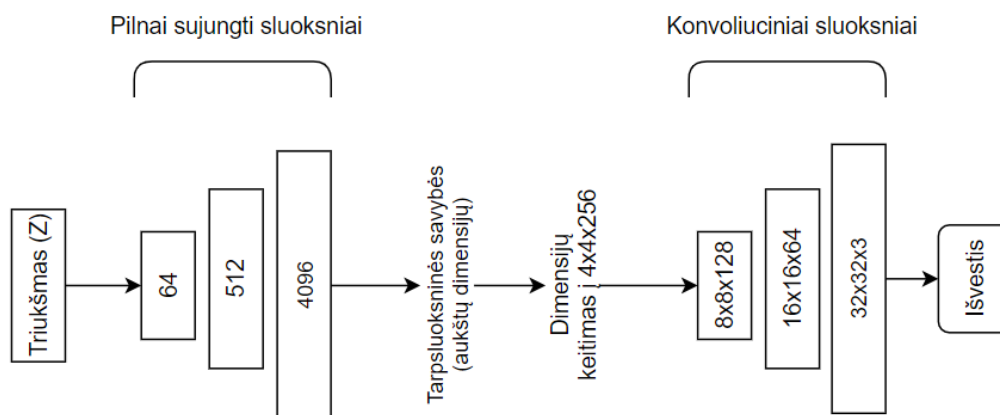 Pilnai sujungti sluoksniai
Konvoliuciniai sluoksniai
Triukšmas (Z)
64
512
4096
Tarpsluoksninės savybės
(aukštų dimensijų)
Dimensijų
keitimas į 4x4x256
8x8x128
16x16x64
32x32x3
Išvestis